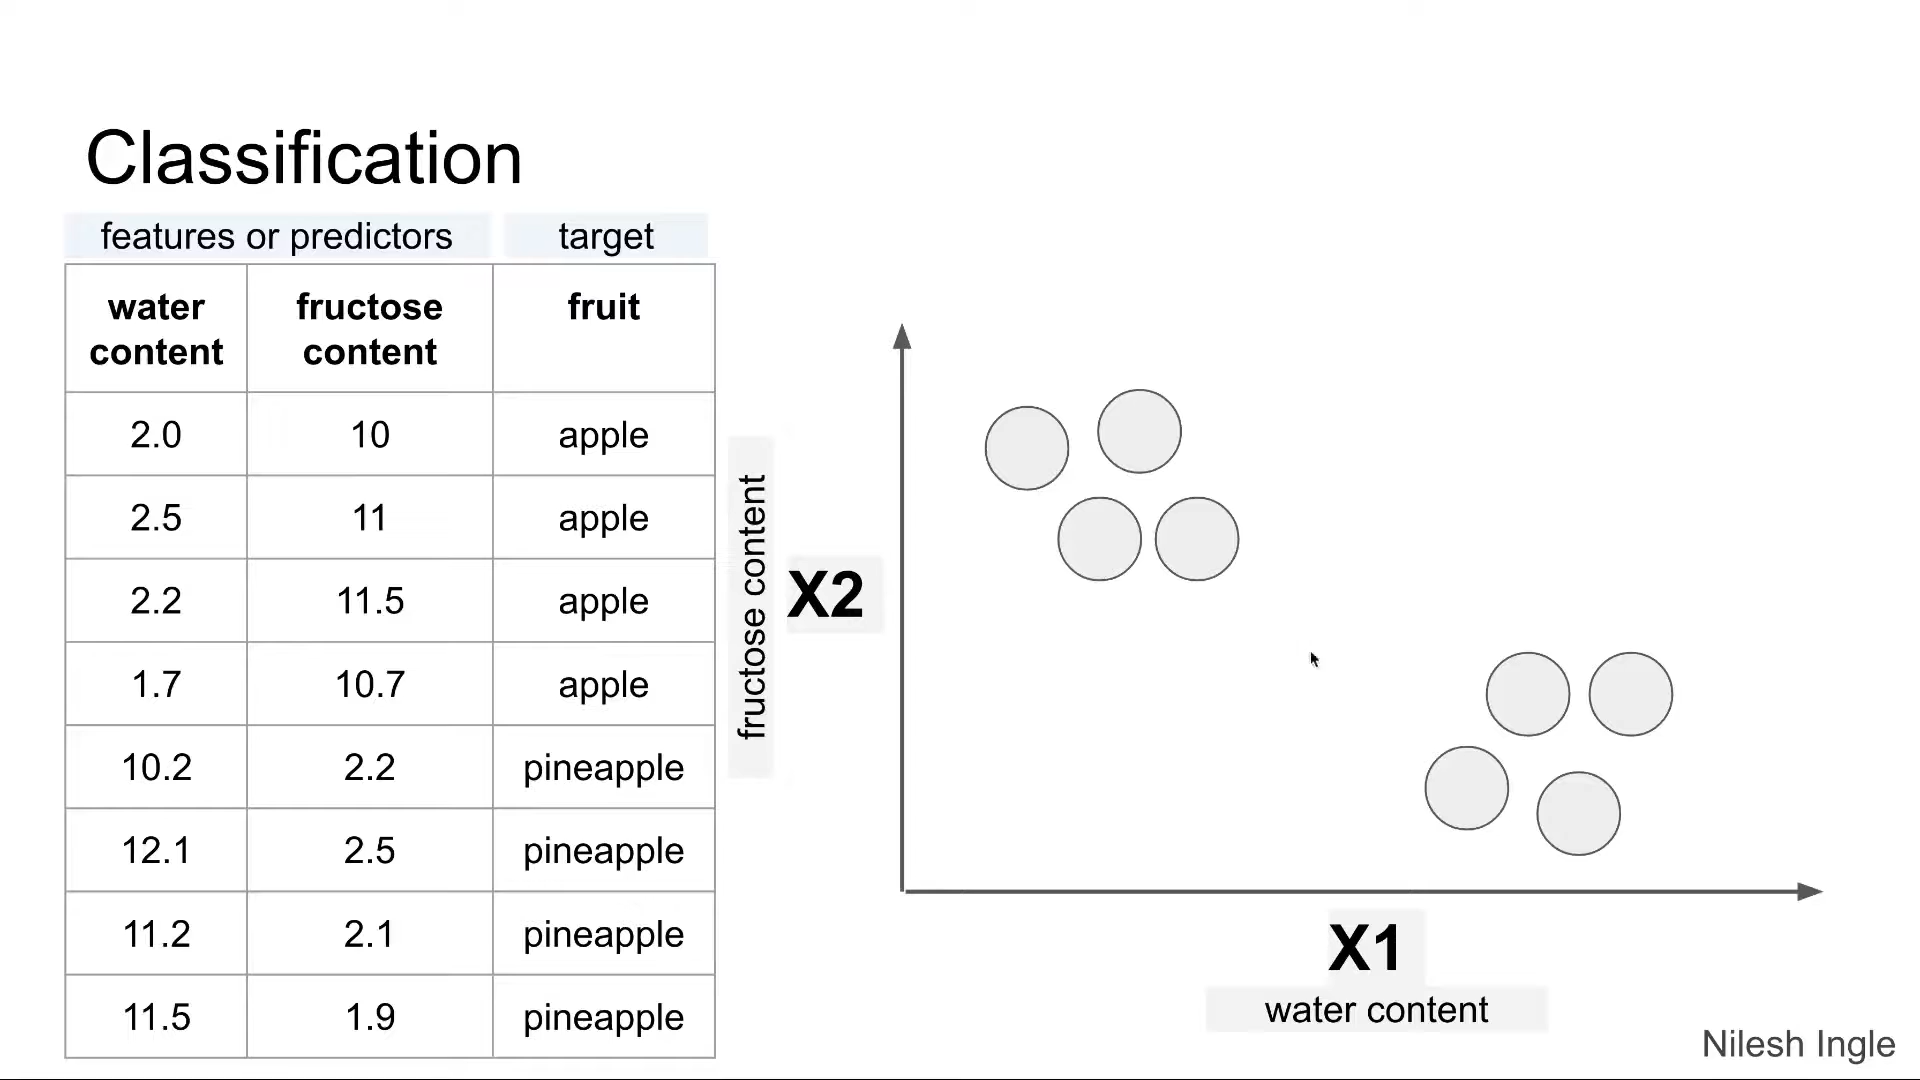 Classification
features or predictors target
water content fructose content fruit
2.0 10 apple
2.5 11 apple
2.2 11.5 apple
1.7 10.7 apple
10.2 2.2 pineapple
12.1 2.5 pineapple
11.2 2.1 pineapple
11.5 1.9 pineapple
fructose content
X2
X1
water content
Nilesh Ingle